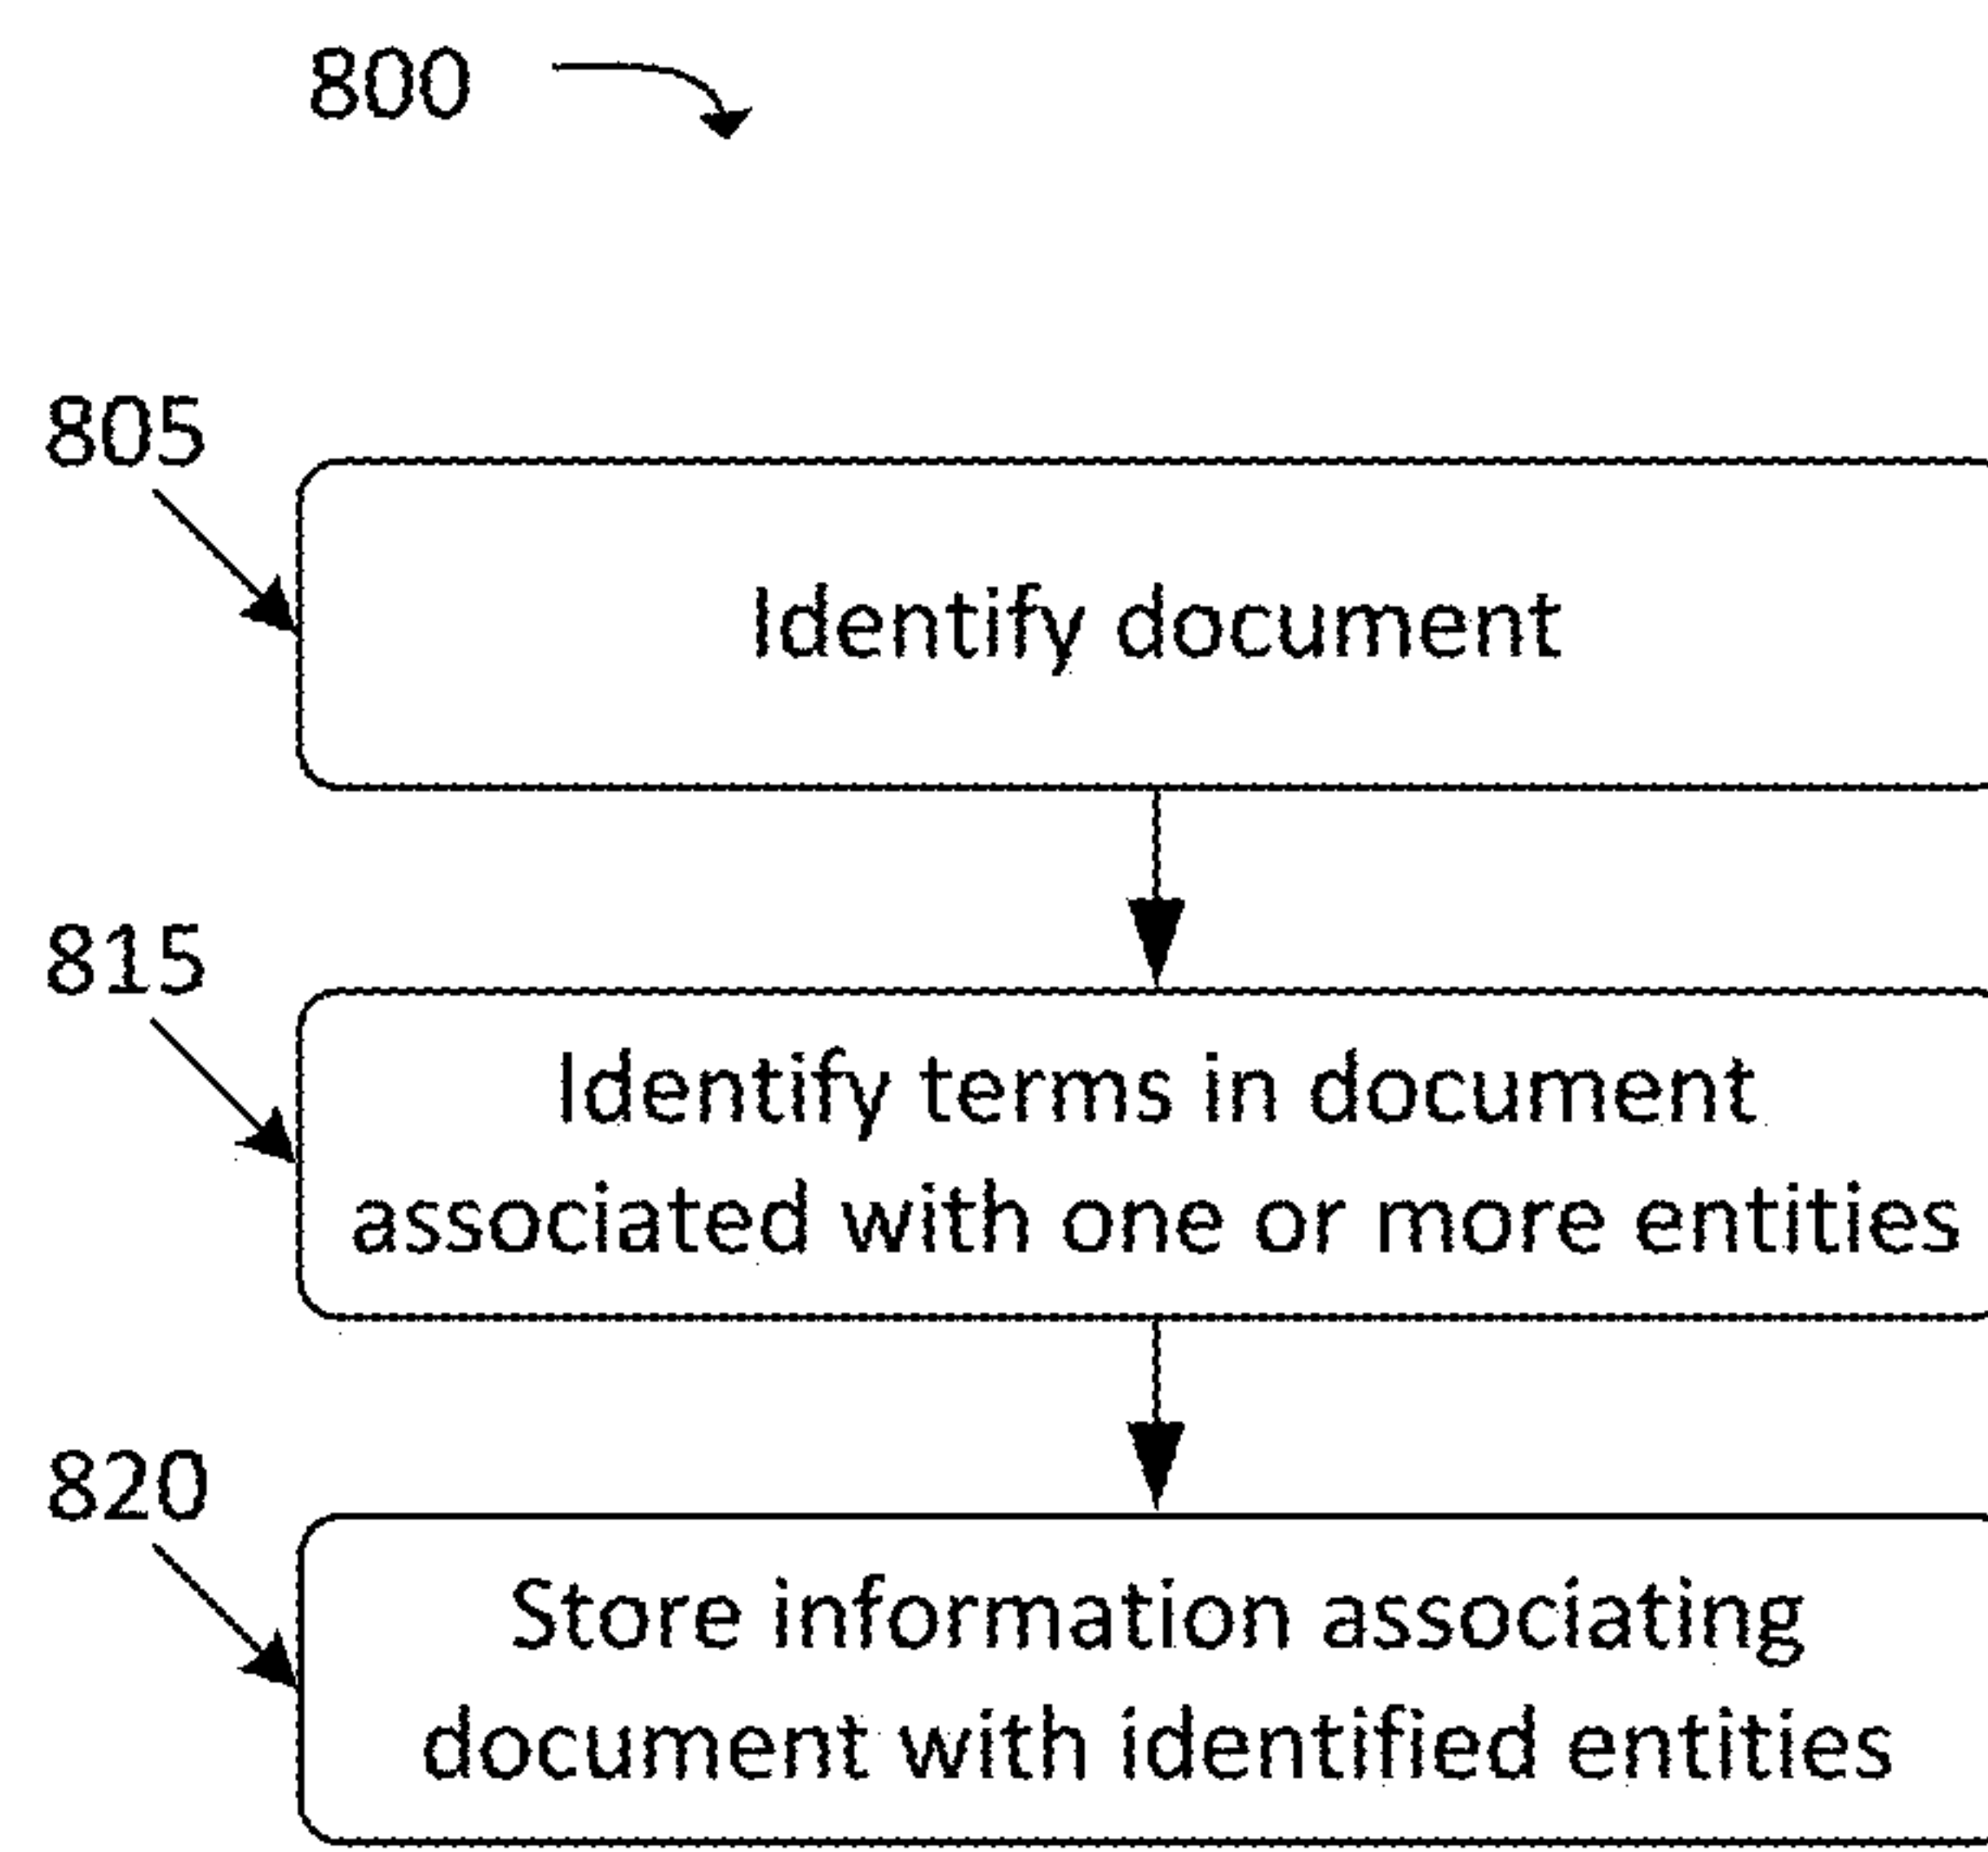 800
805
Identify document
815
Identify terms in document
associated with one or more entities
820
Store information associating
document with identified entities